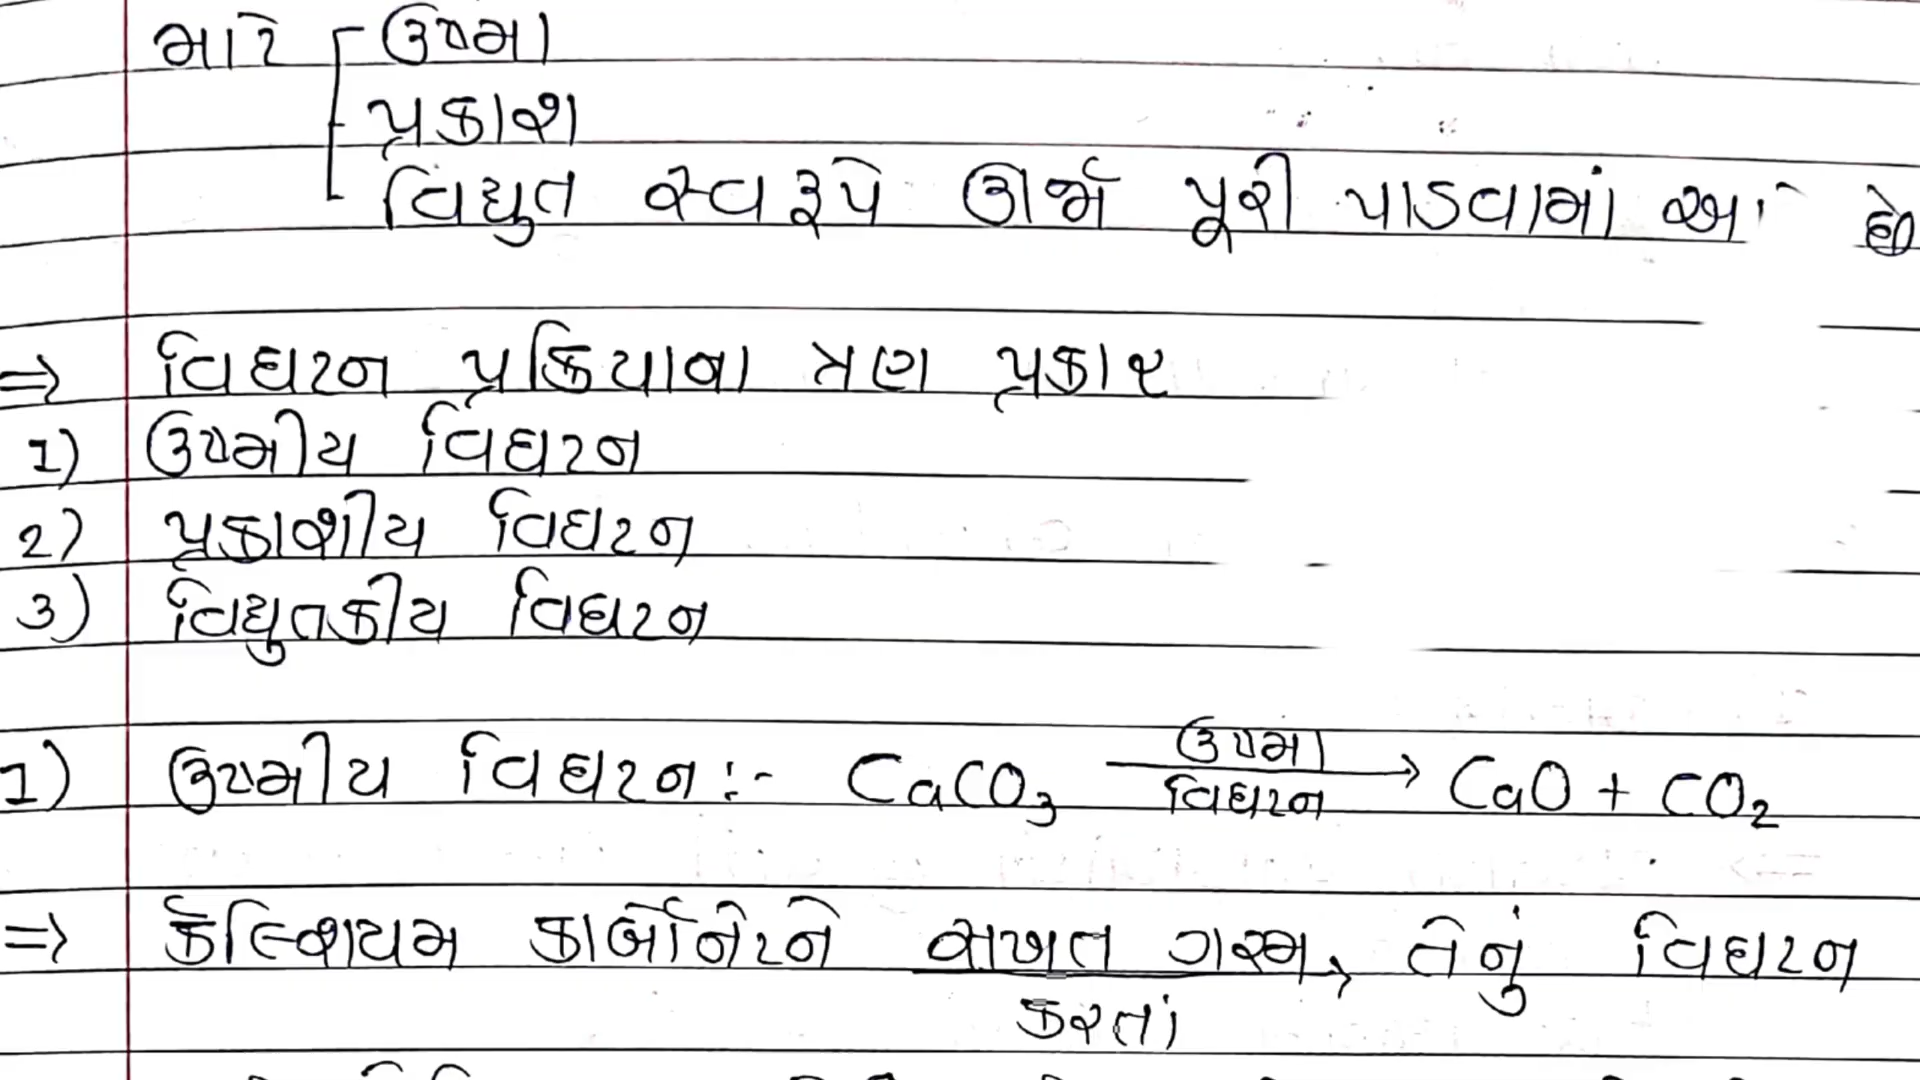 માટે ઉષ્મા
પ્રકાશ
વિદ્યુત સ્વરૂપે ઊર્જા પૂરી પાડવામાં છે
=> વિઘટન પ્રક્રિયાના ત્રણ પ્રકાર
1) ઉષ્મીય વિઘટન
2) પ્રકાશીય વિઘટન
3) વિદ્યુતકીય વિઘટન
1) ઉષ્મીય વિઘટન :- CaCO₃ ઉષ્મા/વિઘટન → CaO + CO₂
=> કેલ્શિયમ કાર્બોનેટને સખત ગરમ → તેનું વિઘટન
કરતાં